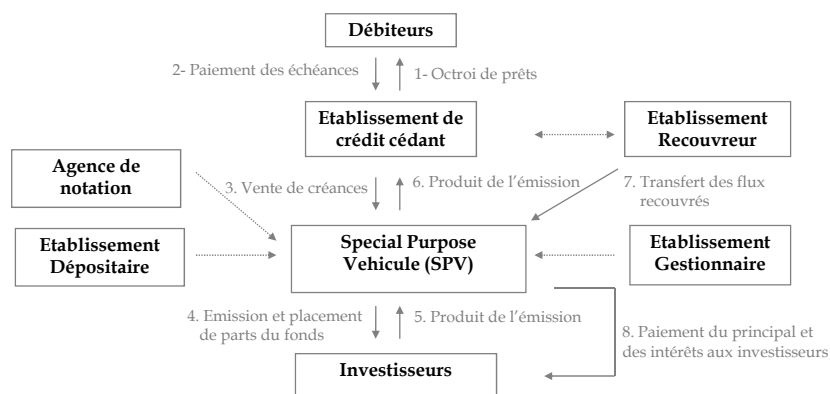 Débiteurs
2- Paiement des échéances
1- Octroi de prêts
Etablissement de
crédit cédant
Etablissement
Recouvreur
Agence de
notation
3. Vente de créances
6. Produit de l'émission
7. Transfert des flux
recouvrés
Etablissement
Dépositaire
Special Purpose
Vehicule (SPV)
Etablissement
Gestionnaire
4. Emission et placement
de parts du fonds
5. Produit de l'émission
8. Paiement du principal et
des intérêts aux investisseurs
Investisseurs